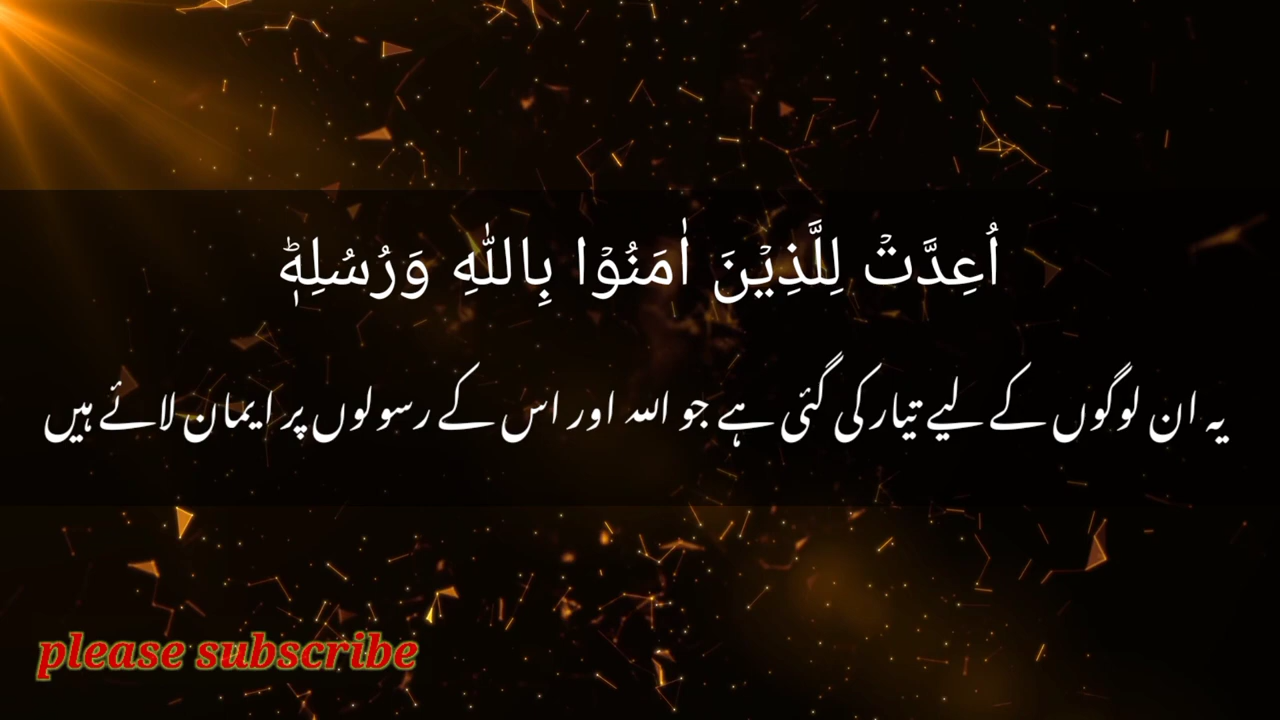 اُعِدَّتۡ لِلَّذِيۡنَ اٰمَنُوۡا بِاللّٰهِ وَرُسُلِهٖ‌ؕ
یہ ان لوگوں کے لیے تیار کی گئی ہے جو اللہ اور اس کے رسولوں پر ایمان لائے ہیں
please subscribe